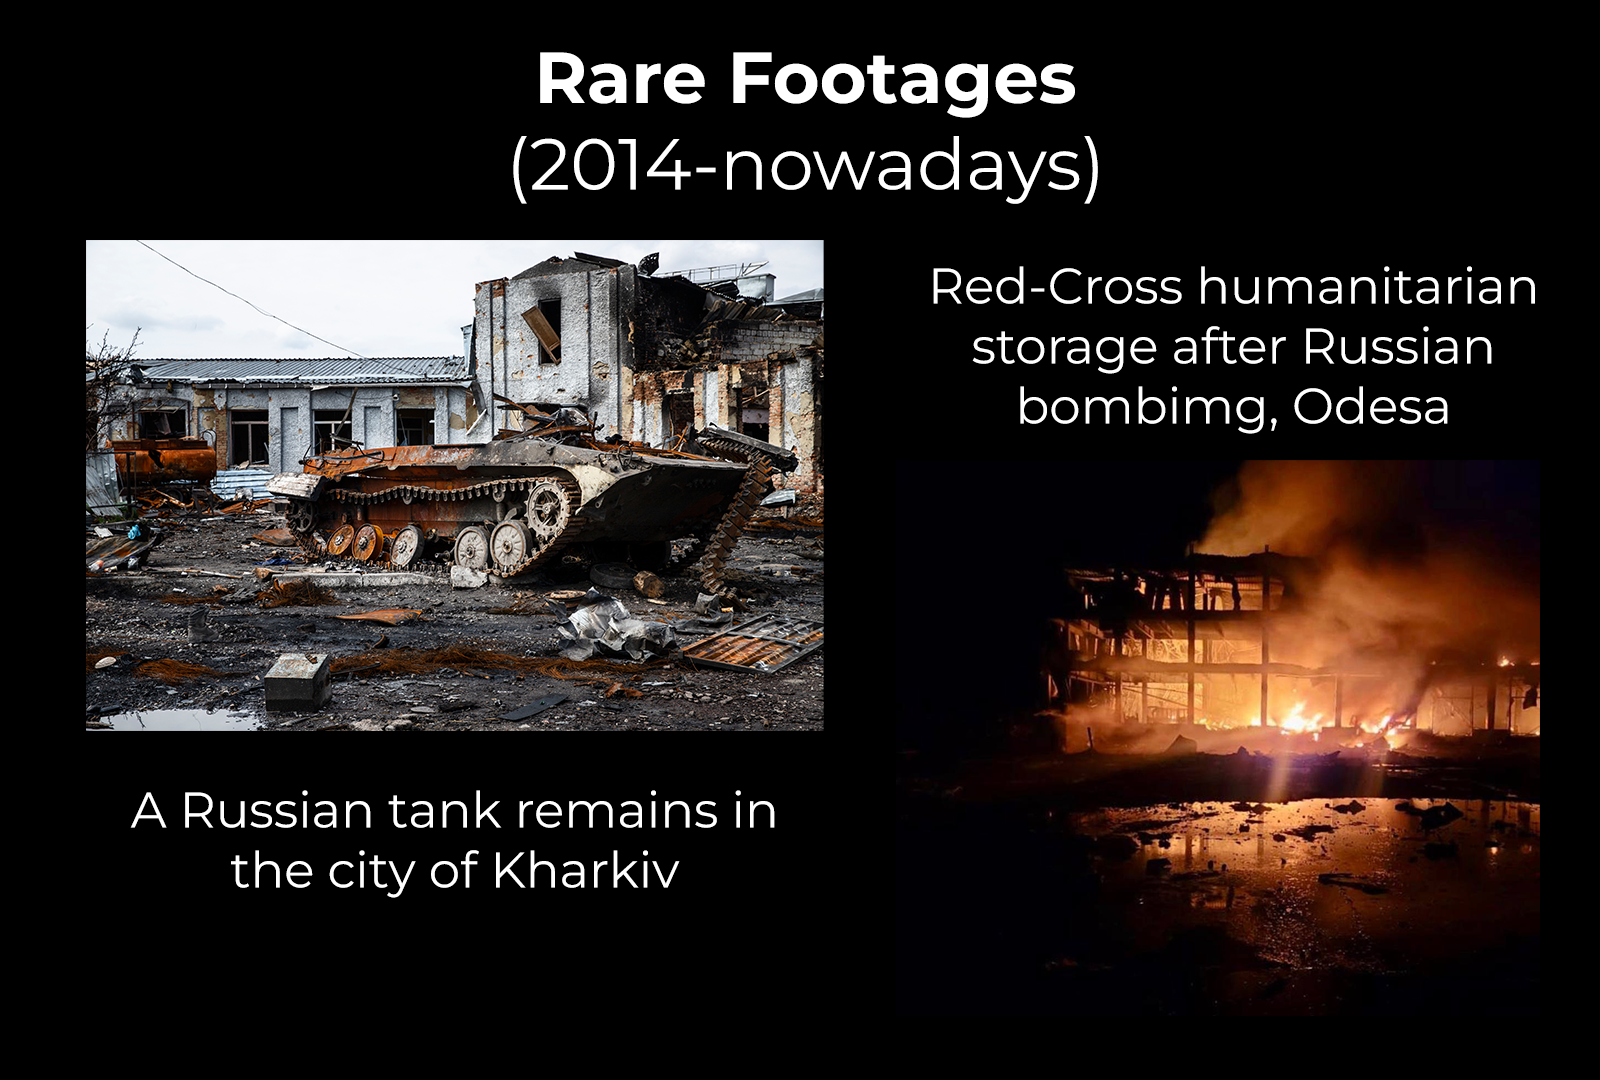 Rare Footages
(2014-nowadays)
Red-Cross humanitarian
storage after Russian
bombimg, Odesa
A Russian tank remains in
the city of Kharkiv